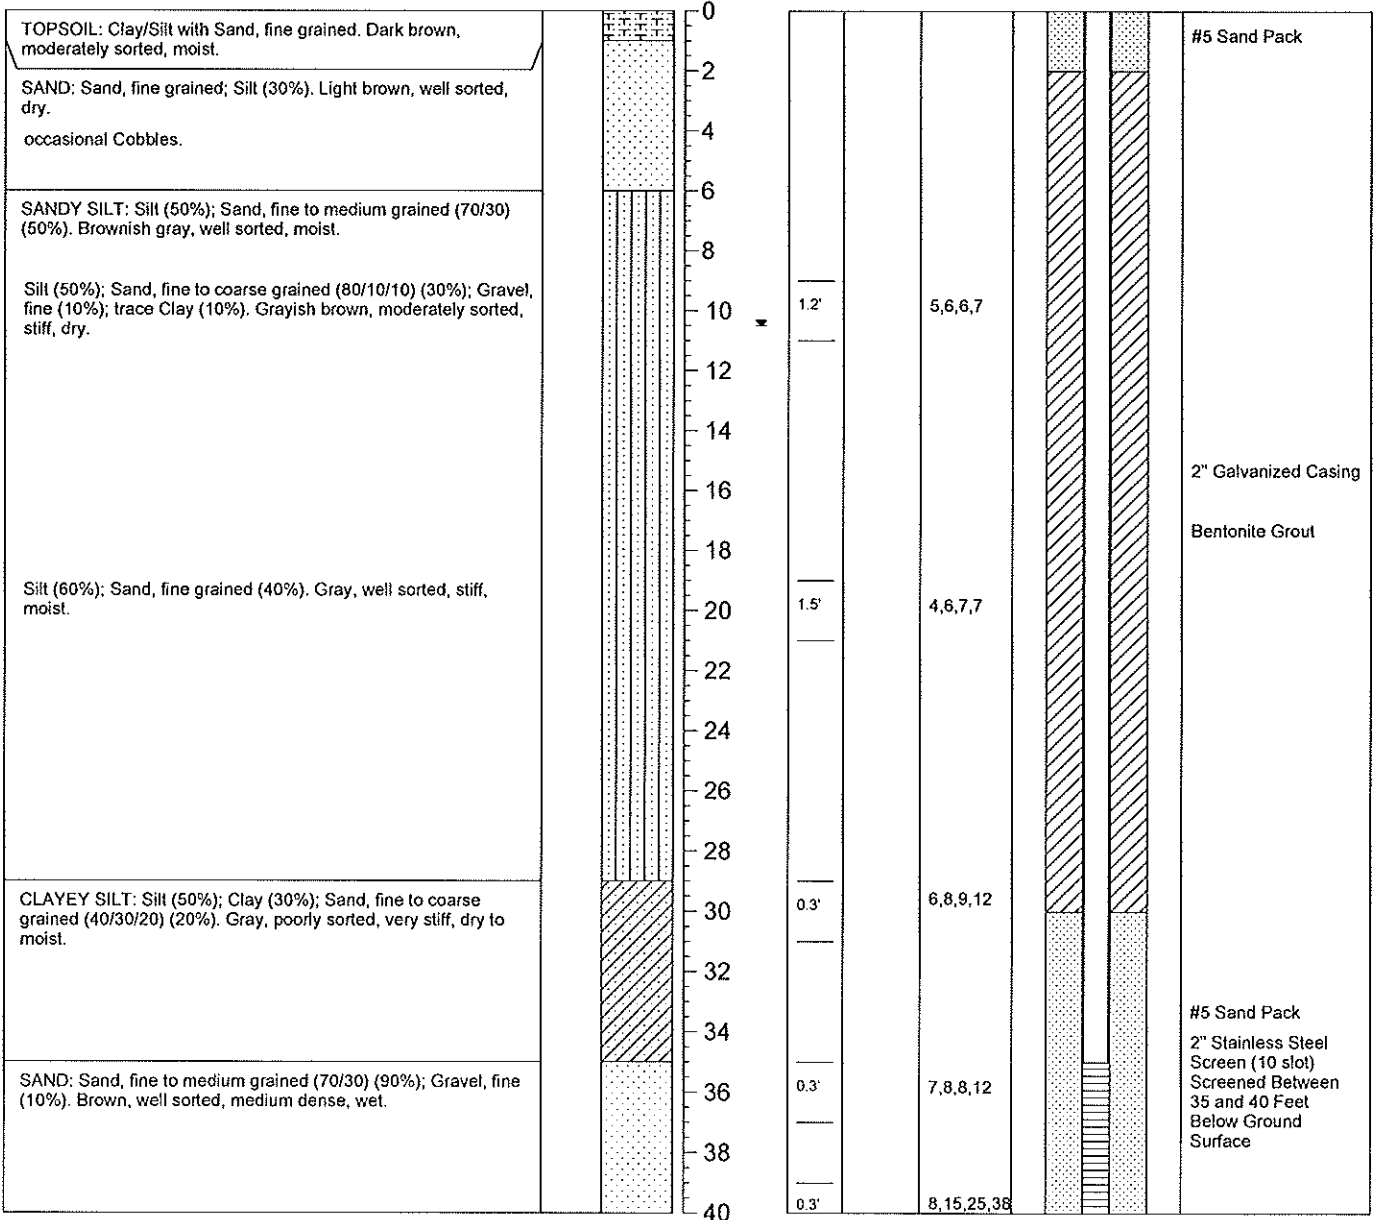 TOPSOIL: Clay/Silt with Sand, fine grained. Dark brown,
moderately sorted, moist.
SAND: Sand, fine grained; Silt (30%). Light brown, well sorted,
dry.
occasional Cobbles.
SANDY SILT: Silt (50%); Sand, fine to medium grained (70/30)
(50%). Brownish gray, well sorted, moist.
Silt (50%); Sand, fine to coarse grained (80/10/10) (30%); Gravel,
fine (10%); trace Clay (10%). Grayish brown, moderately sorted,
stiff, dry.
Silt (60%); Sand, fine grained (40%). Gray, well sorted, stiff,
moist.
CLAYEY SILT: Silt (50%); Clay (30%); Sand, fine to coarse
grained (40/30/20) (20%). Gray, poorly sorted, very stiff, dry to
moist.
SAND: Sand, fine to medium grained (70/30) (90%); Gravel, fine
(10%). Brown, well sorted, medium dense, wet.
0
2
4
6
8
10
12
14
16
18
20
22
24
26
28
30
32
34
36
38
40
1.2'
1.5'
0.3'
0.3'
0.3'
5,6,6,7
4,6,7,7
6,8,9,12
7,8,8,12
8,15,25,38
#5 Sand Pack
2" Galvanized Casing
Bentonite Grout
#5 Sand Pack
2" Stainless Steel
Screen (10 slot)
Screened Between
35 and 40 Feet
Below Ground
Surface